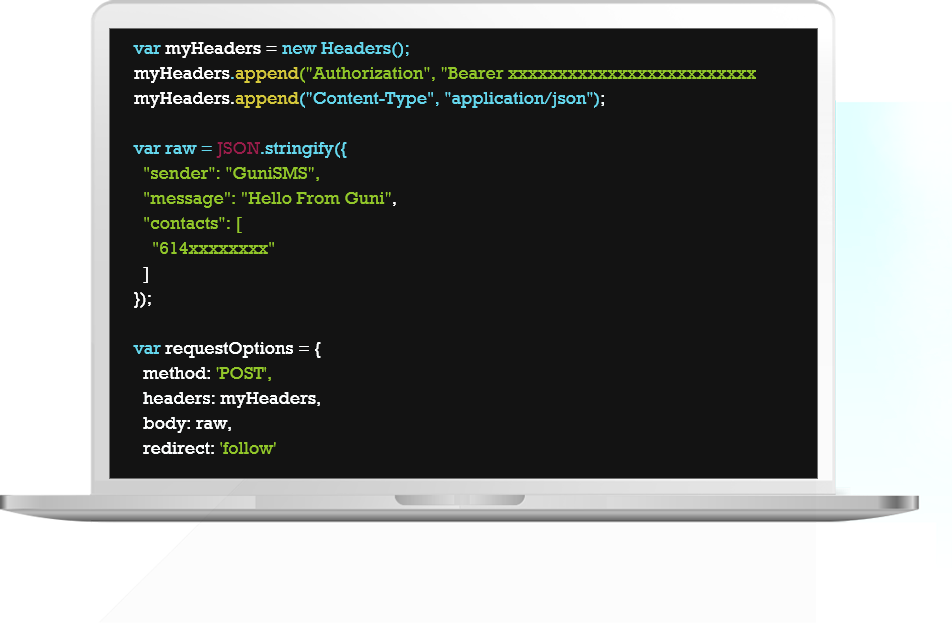 var myHeaders = new Headers();
myHeaders.append("Authorization", "Bearer xxxxxxxxxxxxxxxxxxxxxxxxx
myHeaders.append("Content-Type", "application/json");
var raw = JSON.stringify({
"sender": "GuniSMS",
"message": "Hello From Guni",
"contacts": [
"614xxxxxxxx"
]
});
var requestOptions = {
method: 'POST',
headers: myHeaders,
body: raw,
redirect: 'follow'